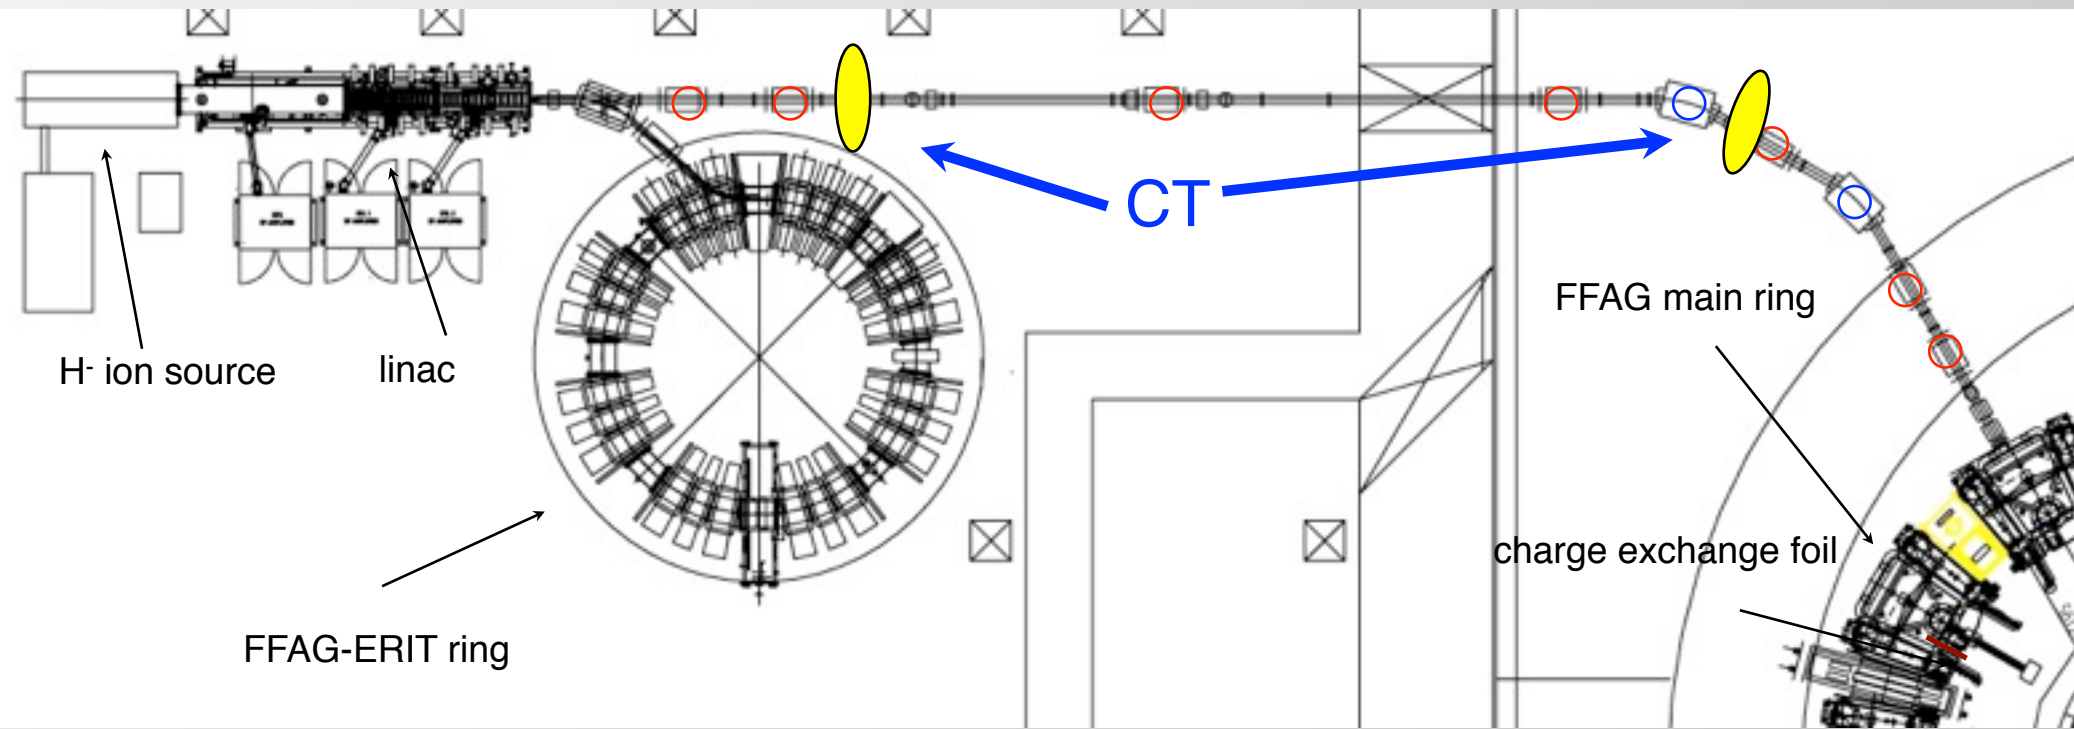 CT
FFAG main ring
H- ion source
linac
charge exchange foil
FFAG-ERIT ring